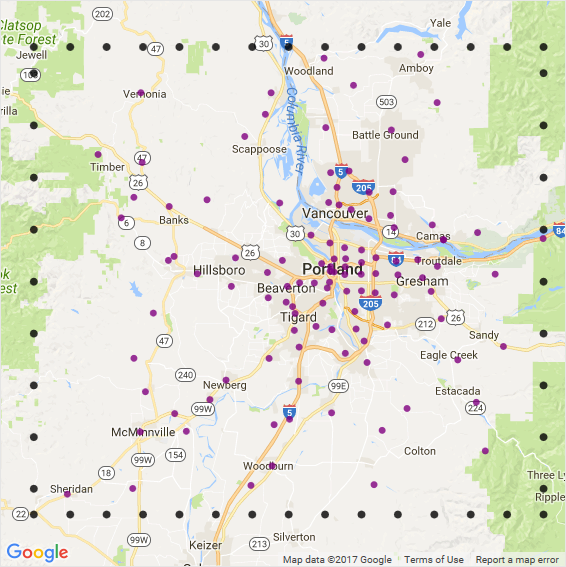 Clatsop
te Forest
202
47
30
5
Yale
Jewell
Woodland
Amboy
103
Vernonia
503
Columbia River
Battle Ground
Scappoose
47
Timber
26
5
205
Vancouver
6
Banks
30
14
Camas
84
8
26
Portland
84
Troutdale
Hillsboro
Beaverton
Gresham
205
Tigard
212
26
Sandy
47
Eagle Creek
240
Newberg
99E
Estacada
99W
5
224
McMinnville
Colton
99W
154
Woodburn
18
Three Ly
Sheridan
Ripple
22
99W
213
Silverton
Keizer
Google
Map data ©2017 Google
Terms of Use
Report a map error